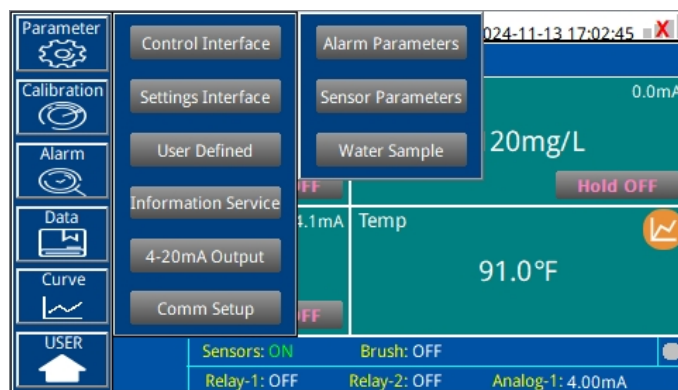 Parameter
Calibration
Alarm
Data
Curve
USER
Control Interface
Settings Interface
User Defined
Information Service
4-20mA Output
Comm Setup
Alarm Parameters
Sensor Parameters
Water Sample
024-11-13 17:02:45
0.0mA
20mg/L
FF
Hold OFF
4.1mA
Temp
91.0°F
FF
Sensors: ON Brush: OFF
Relay-1: OFF Relay-2: OFF Analog-1: 4.00mA